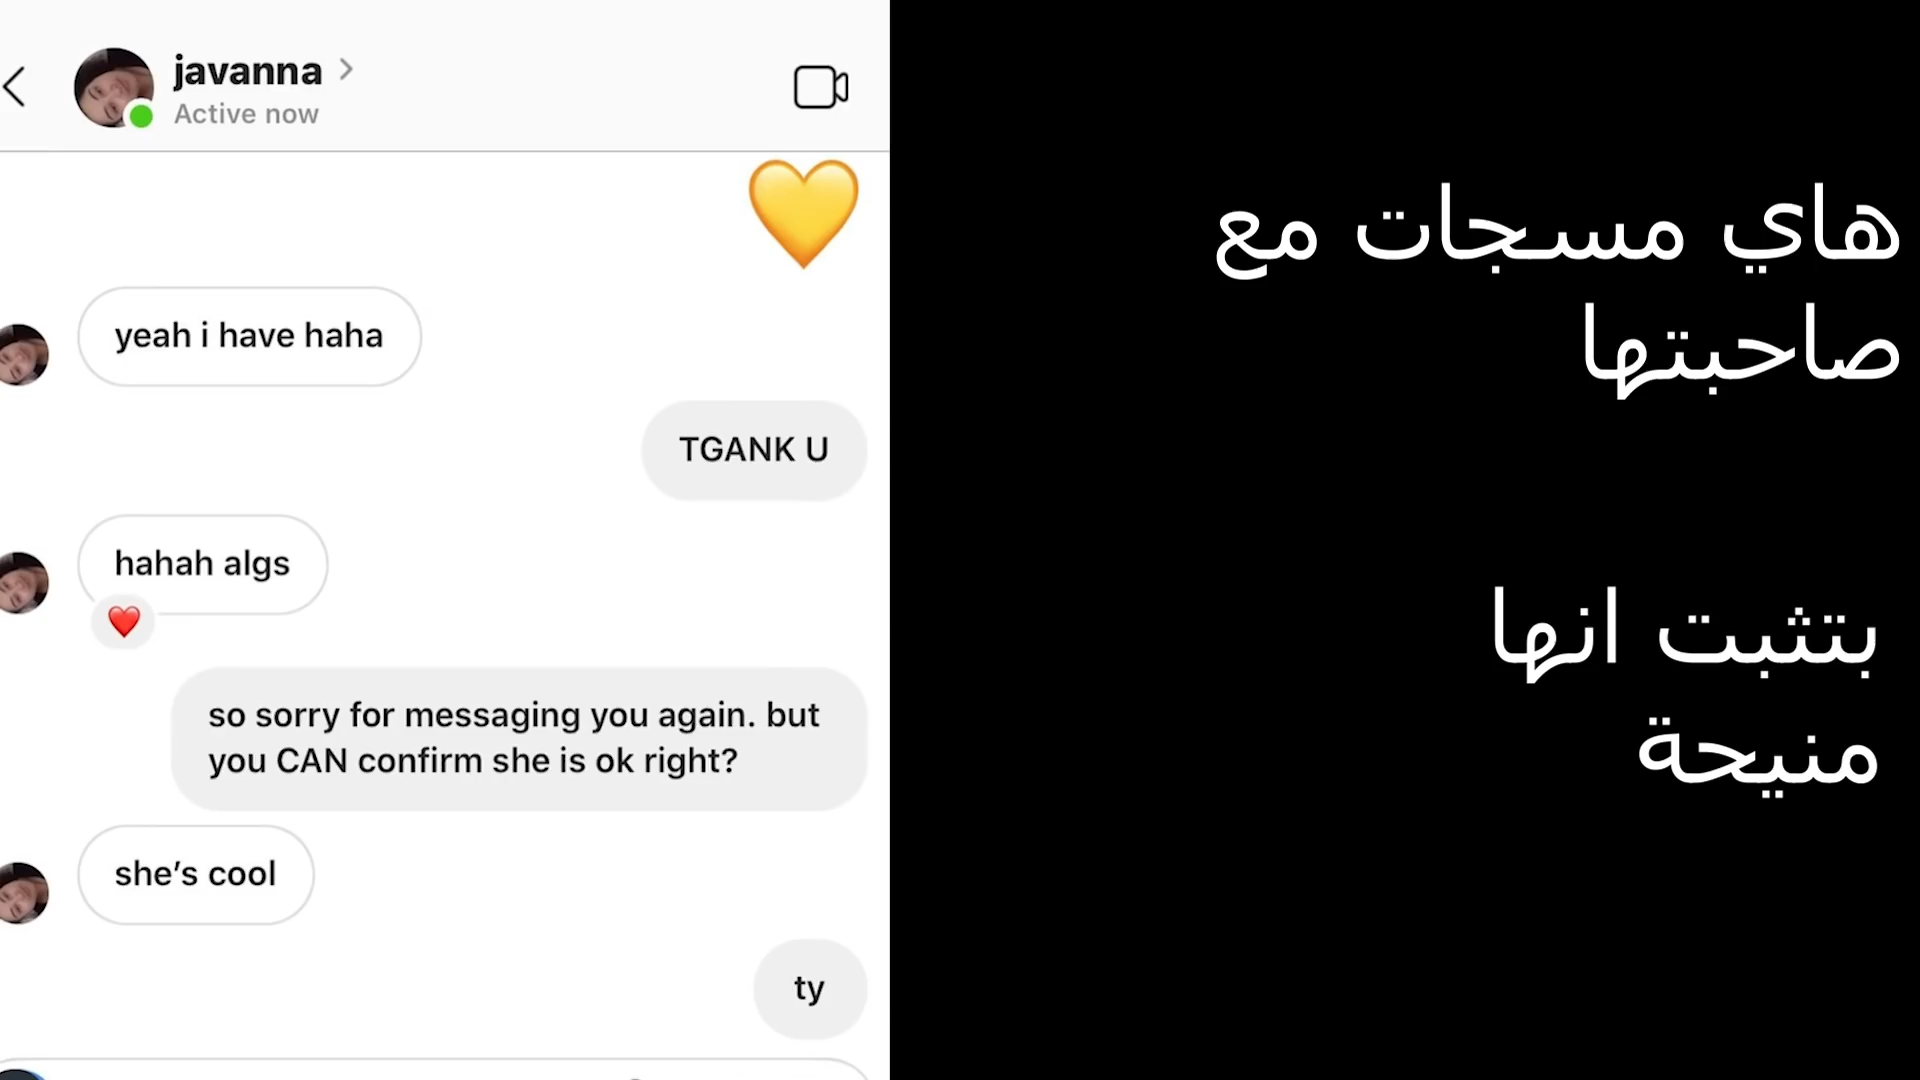 javanna
Active now
💛
yeah i have haha
TGANK U
hahah algs
❤️
so sorry for messaging you again. but
you CAN confirm she is ok right?
she’s cool
ty
هاي مسجات مع
صاحبتها
بتثبت انها
منيحة